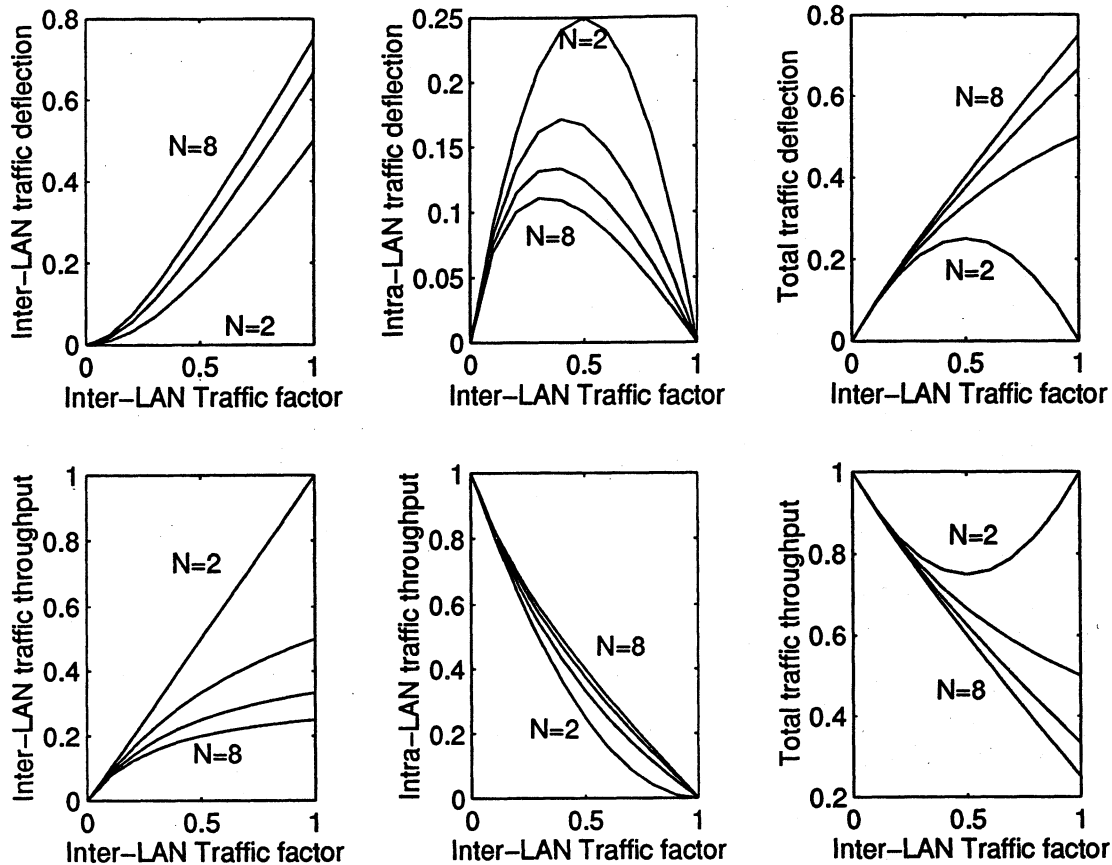 Inter–LAN traffic deflection
0.8
0.6
0.4
0.2
0
N=8
N=2
0
0.5
1
Inter–LAN Traffic factor
Intra–LAN traffic deflection
0.25
0.2
0.15
0.1
0.05
0
N=2
N=8
0
0.5
1
Inter–LAN Traffic factor
Total traffic deflection
0.8
0.6
0.4
0.2
0
N=8
N=2
0
0.5
1
Inter–LAN Traffic factor
Inter–LAN traffic throughput
1
0.8
0.6
0.4
0.2
0
N=2
N=8
0
0.5
1
Inter–LAN Traffic factor
Intra–LAN traffic throughput
1
0.8
0.6
0.4
0.2
0
N=8
N=2
0
0.5
1
Inter–LAN Traffic factor
Total traffic throughput
1
0.8
0.6
0.4
0.2
N=2
N=8
0
0.5
1
Inter–LAN Traffic factor